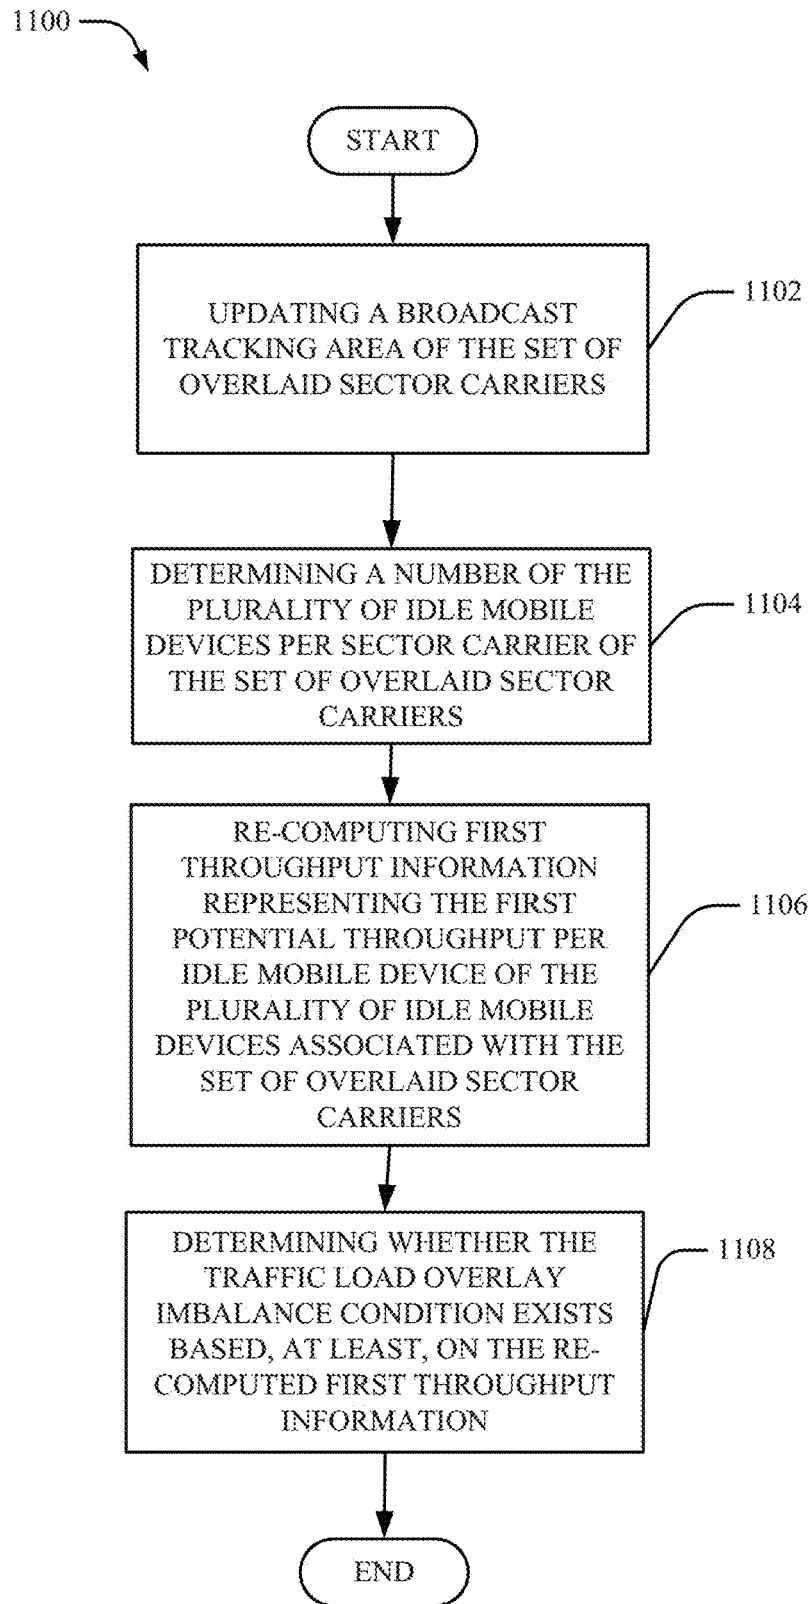 1100
START
UPDATING A BROADCAST
TRACKING AREA OF THE SET OF
OVERLAID SECTOR CARRIERS
1102
DETERMINING A NUMBER OF THE
PLURALITY OF IDLE MOBILE
DEVICES PER SECTOR CARRIER OF
THE SET OF OVERLAID SECTOR
CARRIERS
1104
RE-COMPUTING FIRST
THROUGHPUT INFORMATION
REPRESENTING THE FIRST
POTENTIAL THROUGHPUT PER
IDLE MOBILE DEVICE OF THE
PLURALITY OF IDLE MOBILE
DEVICES ASSOCIATED WITH THE
SET OF OVERLAID SECTOR
CARRIERS
1106
DETERMINING WHETHER THE
TRAFFIC LOAD OVERLAY
IMBALANCE CONDITION EXISTS
BASED, AT LEAST, ON THE RE-
COMPUTED FIRST THROUGHPUT
INFORMATION
1108
END